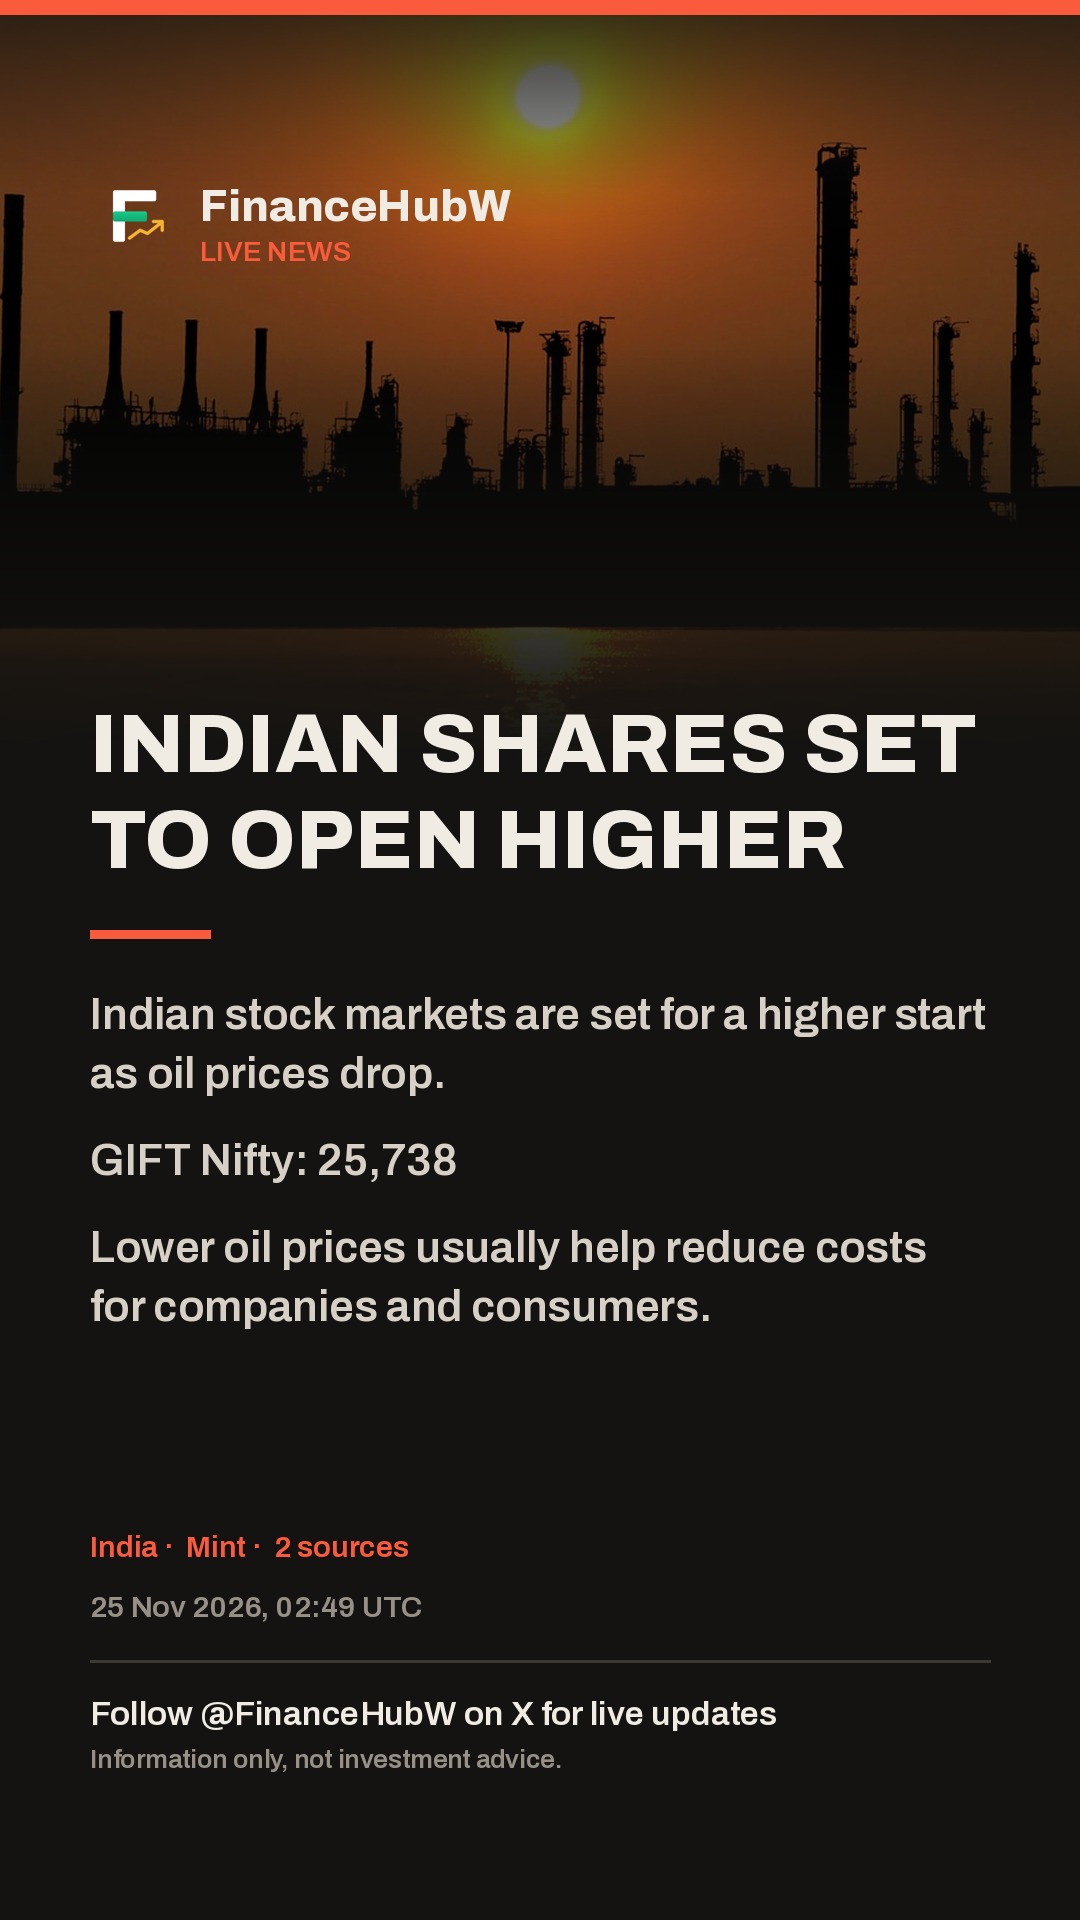 FinanceHubW
LIVE NEWS
INDIAN SHARES SET
TO OPEN HIGHER
Indian stock markets are set for a higher start
as oil prices drop.
GIFT Nifty: 25,738
Lower oil prices usually help reduce costs
for companies and consumers.
India · Mint · 2 sources
25 Nov 2026, 02:49 UTC
Follow @FinanceHubW on X for live updates
Information only, not investment advice.